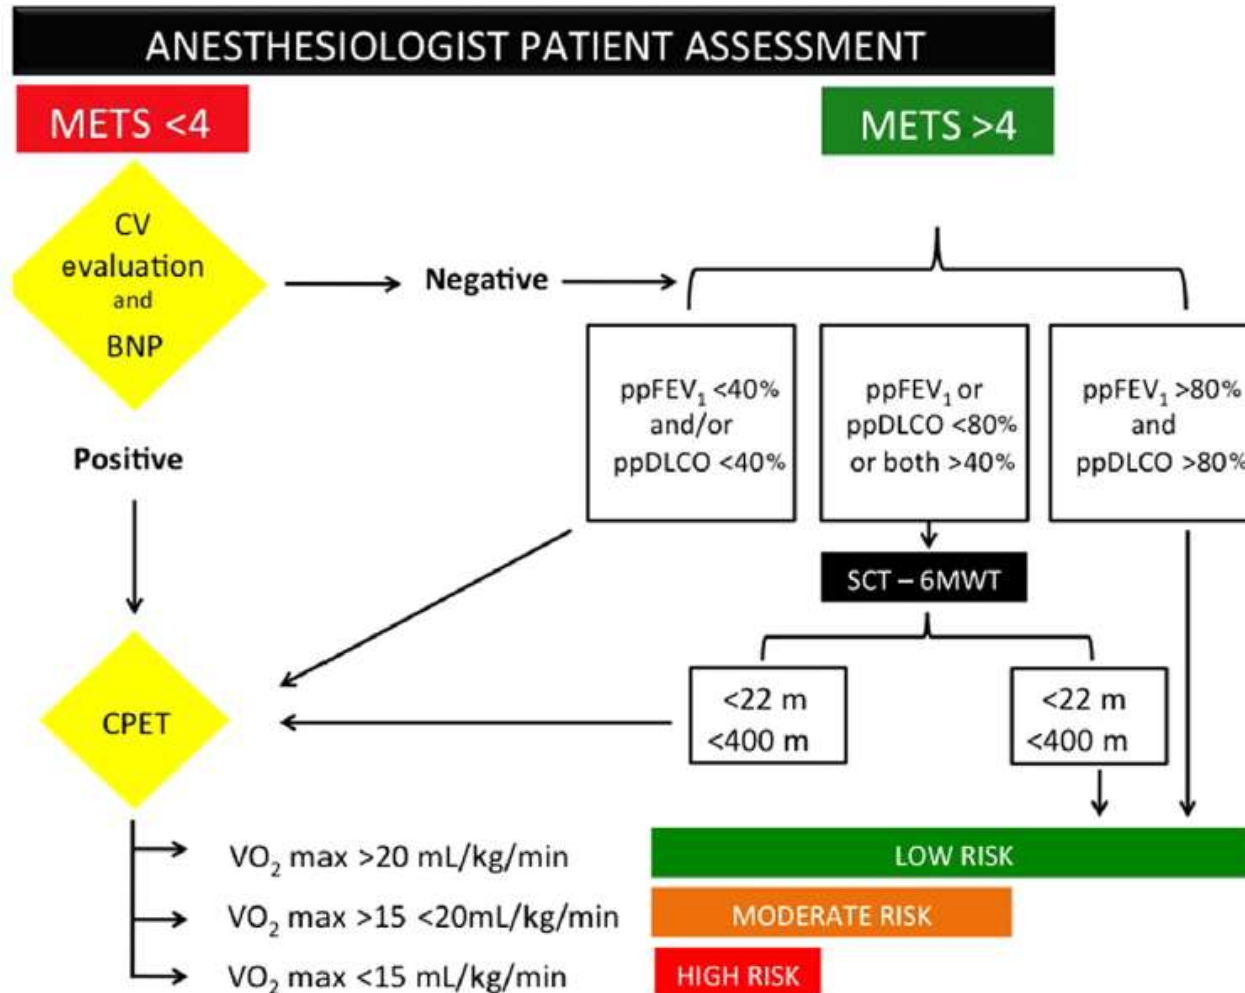 ANESTHESIOLOGIST PATIENT ASSESSMENT
METS <4
METS >4
CV
evaluation
and
BNP
Negative
Positive
ppFEV₁ <40%
and/or
ppDLCO <40%
ppFEV₁ or
ppDLCO <80%
or both >40%
ppFEV₁ >80%
and
ppDLCO >80%
SCT – 6MWT
<22 m
<400 m
<22 m
<400 m
CPET
VO₂ max >20 mL/kg/min
LOW RISK
VO₂ max >15 <20mL/kg/min
MODERATE RISK
VO₂ max <15 mL/kg/min
HIGH RISK